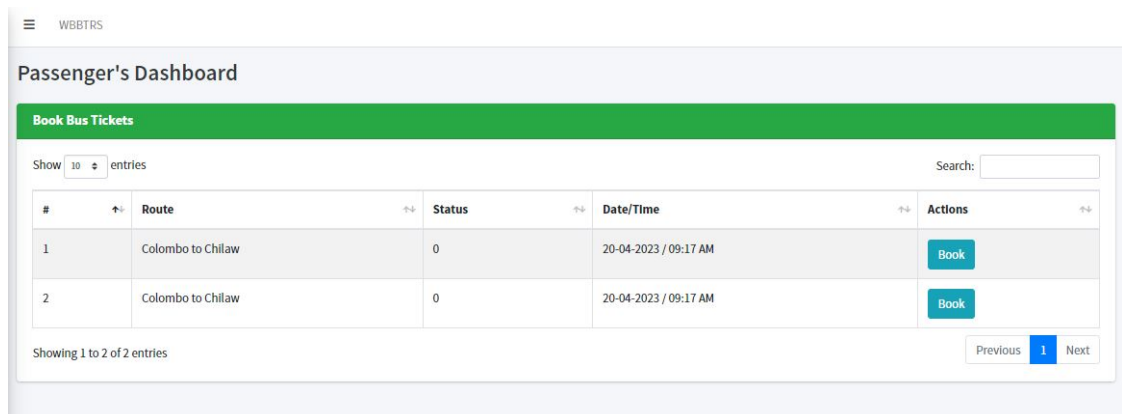 WBBTRS
Passenger's Dashboard
Book Bus Tickets
Show 10 entries Search:
# Route Status Date/TIme Actions
1 Colombo to Chilaw 0 20-04-2023 / 09:17 AM Book
2 Colombo to Chilaw 0 20-04-2023 / 09:17 AM Book
Showing 1 to 2 of 2 entries Previous 1 Next